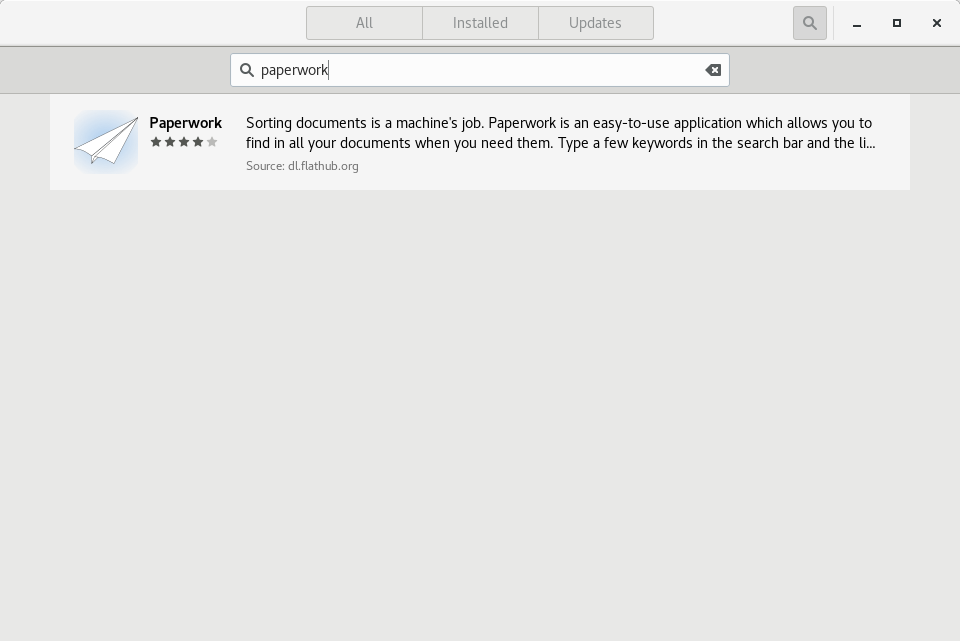 All Installed Updates
paperwork
Paperwork
Sorting documents is a machine's job. Paperwork is an easy-to-use application which allows you to
find in all your documents when you need them. Type a few keywords in the search bar and the li...
Source: dl.flathub.org